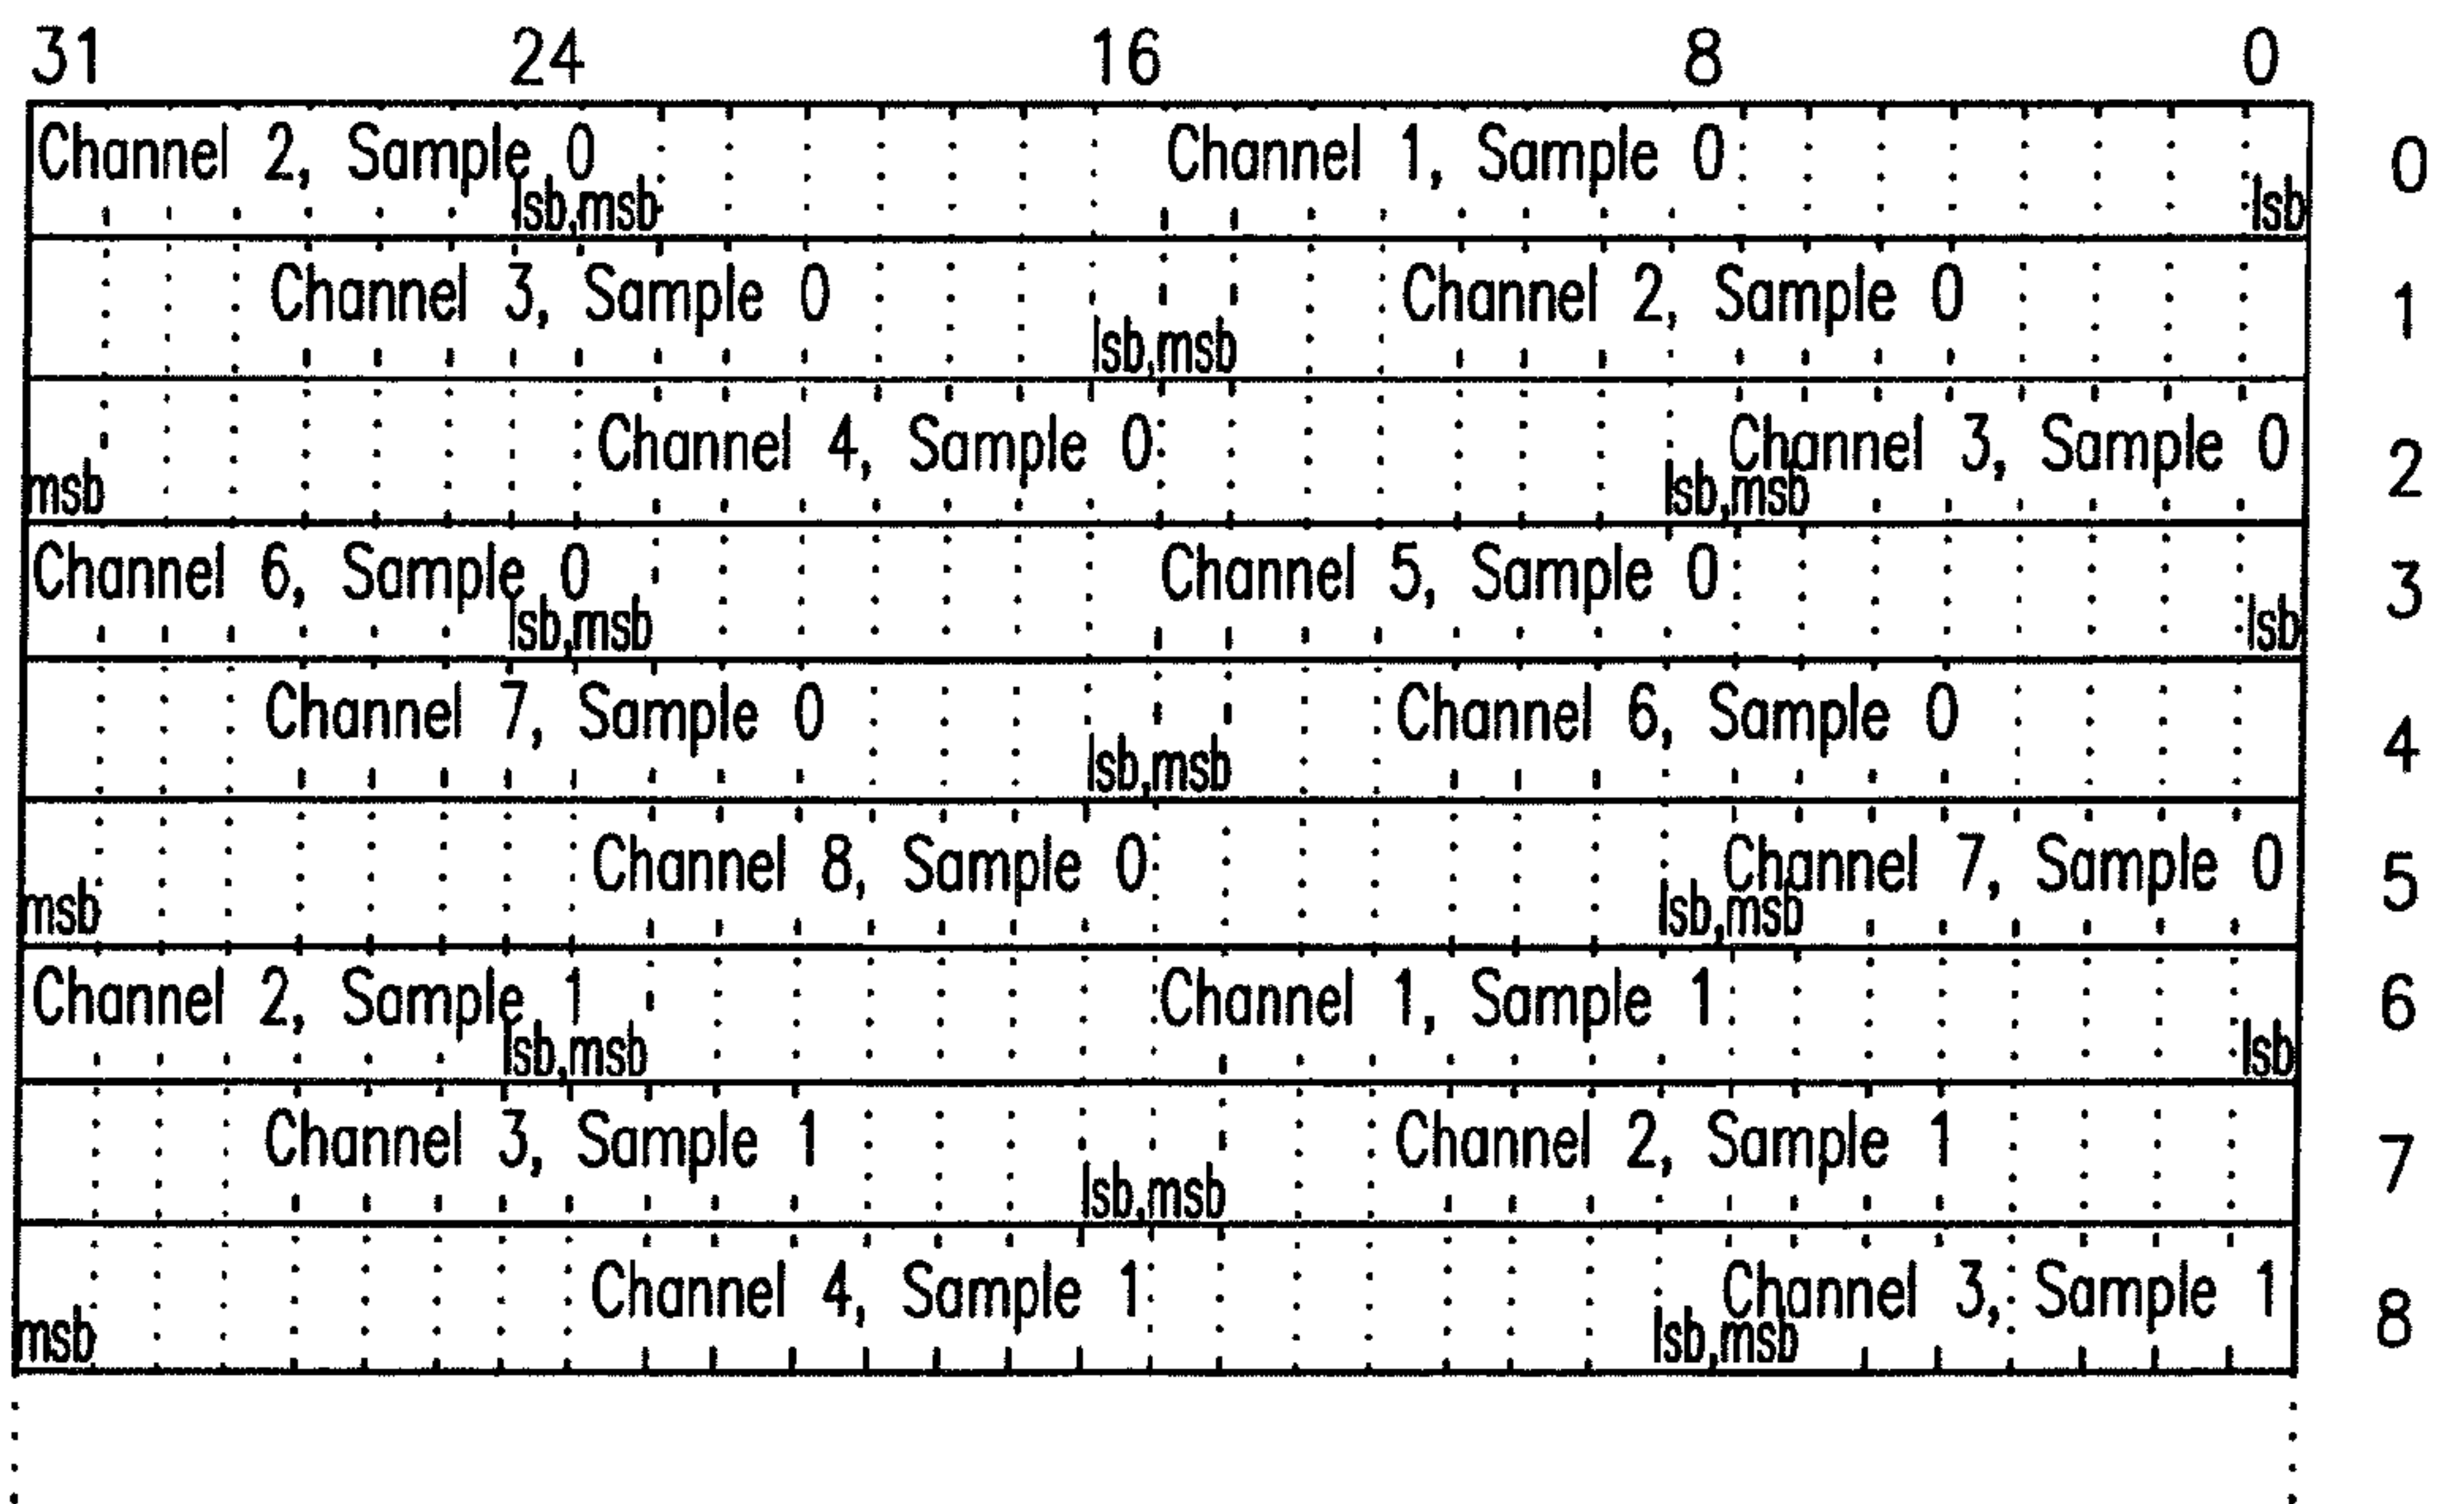 31 24 16 8 0
Channel 2, Sample 0 Channel 1, Sample 0 0
lsb,msb lsb
Channel 3, Sample 0 Channel 2, Sample 0 1
lsb,msb
Channel 4, Sample 0 Channel 3, Sample 0 2
msb lsb,msb
Channel 6, Sample 0 Channel 5, Sample 0 3
lsb,msb lsb
Channel 7, Sample 0 Channel 6, Sample 0 4
lsb,msb
Channel 8, Sample 0 Channel 7, Sample 0 5
msb lsb,msb
Channel 2, Sample 1 Channel 1, Sample 1 6
lsb,msb lsb
Channel 3, Sample 1 Channel 2, Sample 1 7
lsb,msb
Channel 4, Sample 1 Channel 3, Sample 1 8
msb lsb,msb